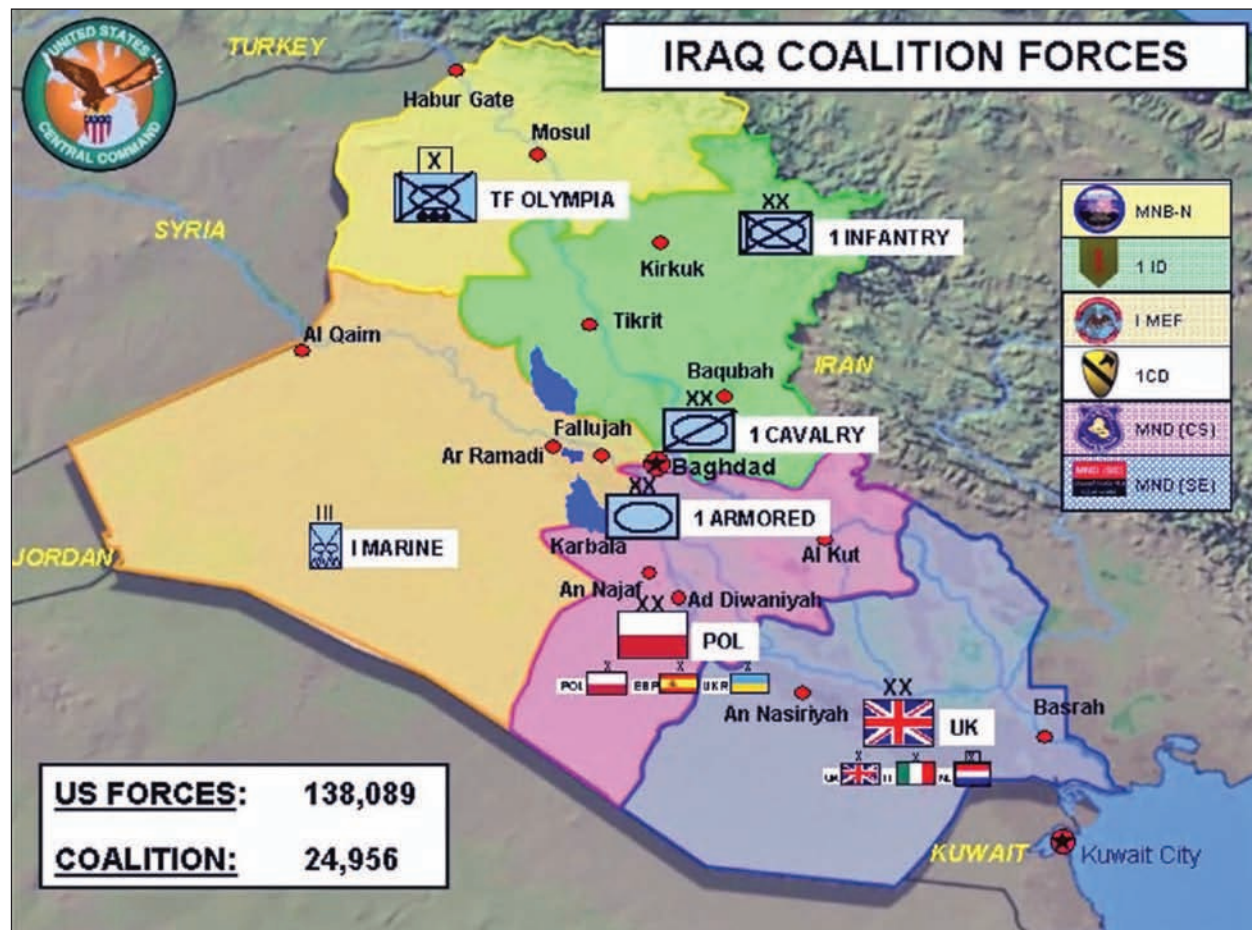 UNITED STATES
CENTRAL COMMAND
IRAQ COALITION FORCES
TURKEY
Habur Gate
Mosul
X
TF OLYMPIA
XX
1 INFANTRY
MNB-N
SYRIA
Kirkuk
1 ID
Tikrit
I MEF
Al Qaim
IRAN
Baqubah
1CD
XX
1 CAVALRY
Fallujah
Ar Ramadi
Baghdad
MND (CS)
XX
1 ARMORED
MND (SE)
III
I MARINE
JORDAN
Karbala
Al Kut
An Najaf
XX
Ad Diwaniyah
POL
X
X
X
POL
ESP
UKR
An Nasiriyah
XX
UK
Basrah
X
X
UK
IT
NL
US FORCES: 138,089
COALITION: 24,956
KUWAIT
Kuwait City